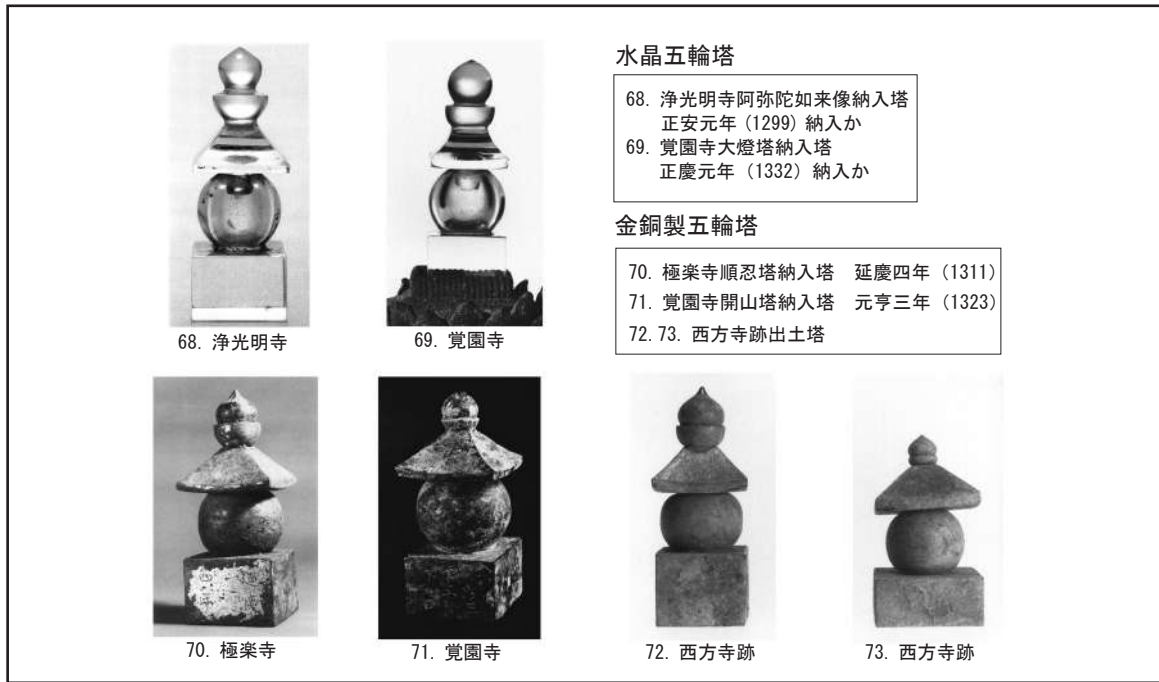 水晶五輪塔
68. 浄光明寺阿弥陀如来像納入塔
正安元年 (1299) 納入か
69. 覚園寺大燈塔納入塔
正慶元年 (1332) 納入か
金銅製五輪塔
70. 極楽寺順忍塔納入塔 延慶四年 (1311)
71. 覚園寺開山塔納入塔 元亨三年 (1323)
72. 73. 西方寺跡出土塔
68. 浄光明寺
69. 覚園寺
70. 極楽寺
71. 覚園寺
72. 西方寺跡
73. 西方寺跡